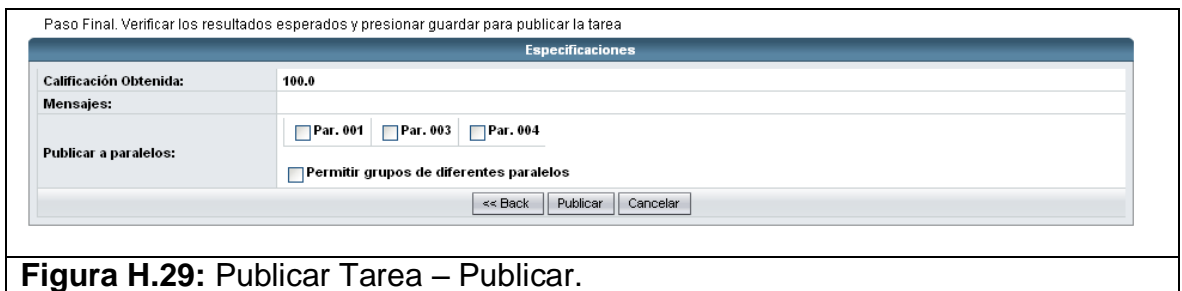 Paso Final. Verificar los resultados esperados y presionar guardar para publicar la tarea
Especificaciones
Calificación Obtenida: 100.0
Mensajes:
Par. 001 Par. 003 Par. 004
Publicar a paralelos:
Permitir grupos de diferentes paralelos
<< Back Publicar Cancelar
Figura H.29: Publicar Tarea – Publicar.